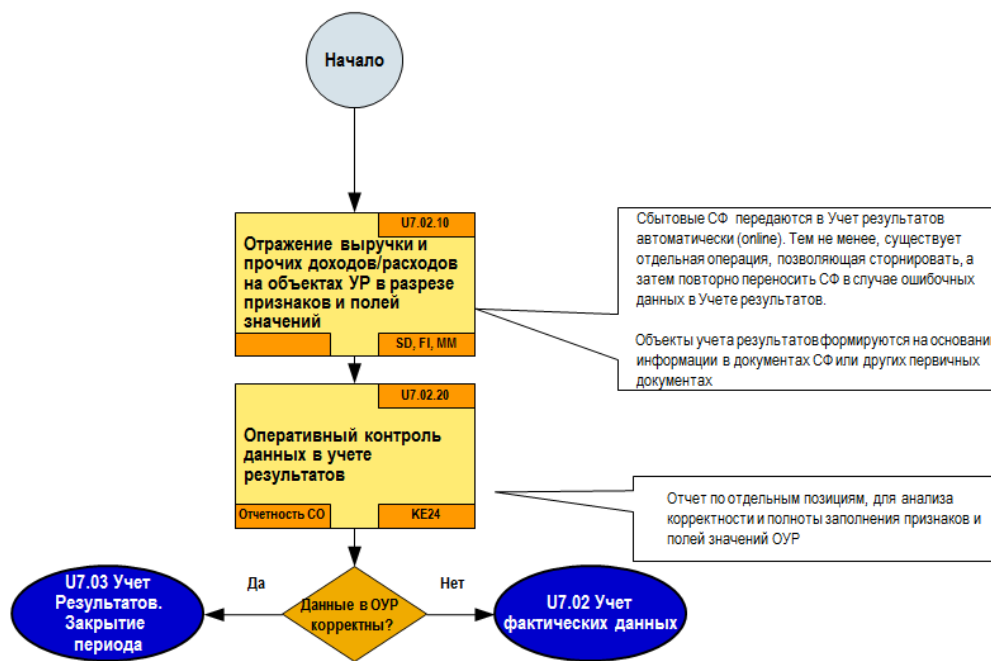 Начало
U7.02.10
Отражение выручки и
прочих доходов/расходов
на объектах УР в разрезе
признаков и полей
значений
SD, FI, MM
Сбытовые СФ передаются в Учет результатов
автоматически (online). Тем не менее, существует
отдельная операция, позволяющая сторнировать, а
затем повторно переносить СФ в случае ошибочных
данных в Учете результатов.
Объекты учета результатов формируются на основани
информации в документах СФ или других первичных
документах
U7.02.20
Оперативный контроль
данных в учете
результатов
Отчетность СО
KE24
Отчет по отдельным позициям, для анализа
корректности и полноты заполнения признаков и
полей значений ОУР
Данные в ОУР
корректны?
Да
Нет
U7.03 Учет
Результатов.
Закрытие
периода
U7.02 Учет
фактических данных